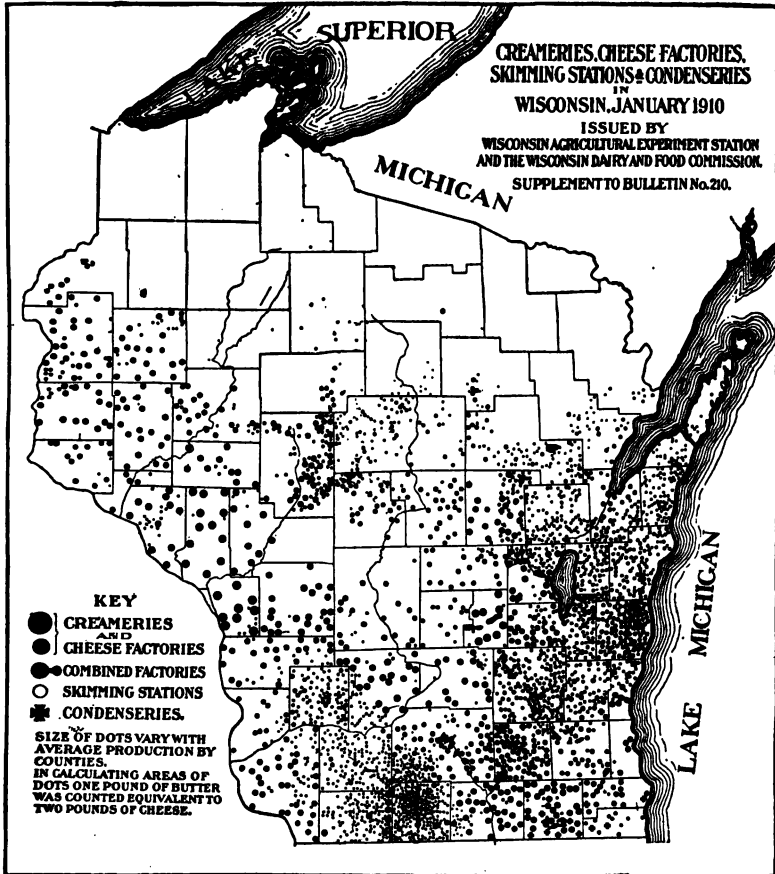 LAKE SUPERIOR
CREAMERIES, CHEESE FACTORIES,
SKIMMING STATIONS & CONDENSERIES
IN
WISCONSIN, JANUARY 1910
ISSUED BY
WISCONSIN AGRICULTURAL EXPERIMENT STATION
AND THE WISCONSIN DAIRY AND FOOD COMMISSION.
SUPPLEMENT TO BULLETIN No. 210.
MICHIGAN
LAKE MICHIGAN
KEY
CREAMERIES
AND
CHEESE FACTORIES
COMBINED FACTORIES
SKIMMING STATIONS
CONDENSERIES.
SIZE OF DOTS VARY WITH
AVERAGE PRODUCTION BY
COUNTIES.
IN CALCULATING AREAS OF
DOTS ONE POUND OF BUTTER
WAS COUNTED EQUIVALENT TO
TWO POUNDS OF CHEESE.